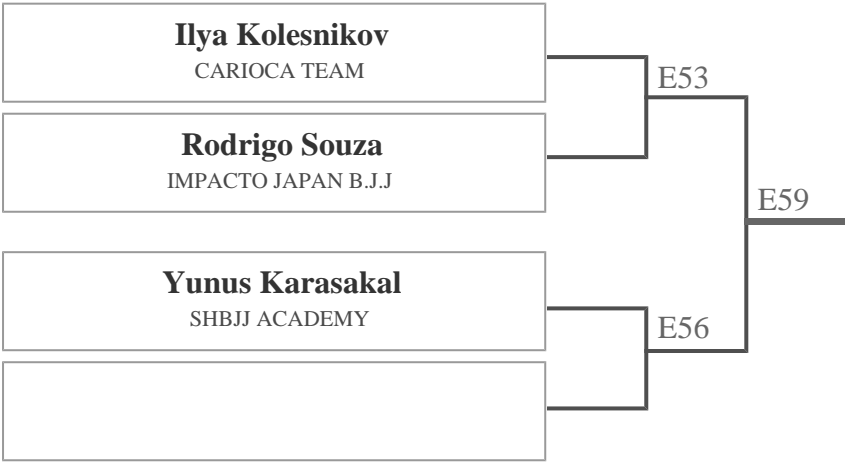 Ilya Kolesnikov
CARIOCA TEAM
E53
Rodrigo Souza
IMPACTO JAPAN B.J.J
E59
Yunus Karasakal
SHBJJ ACADEMY
E56